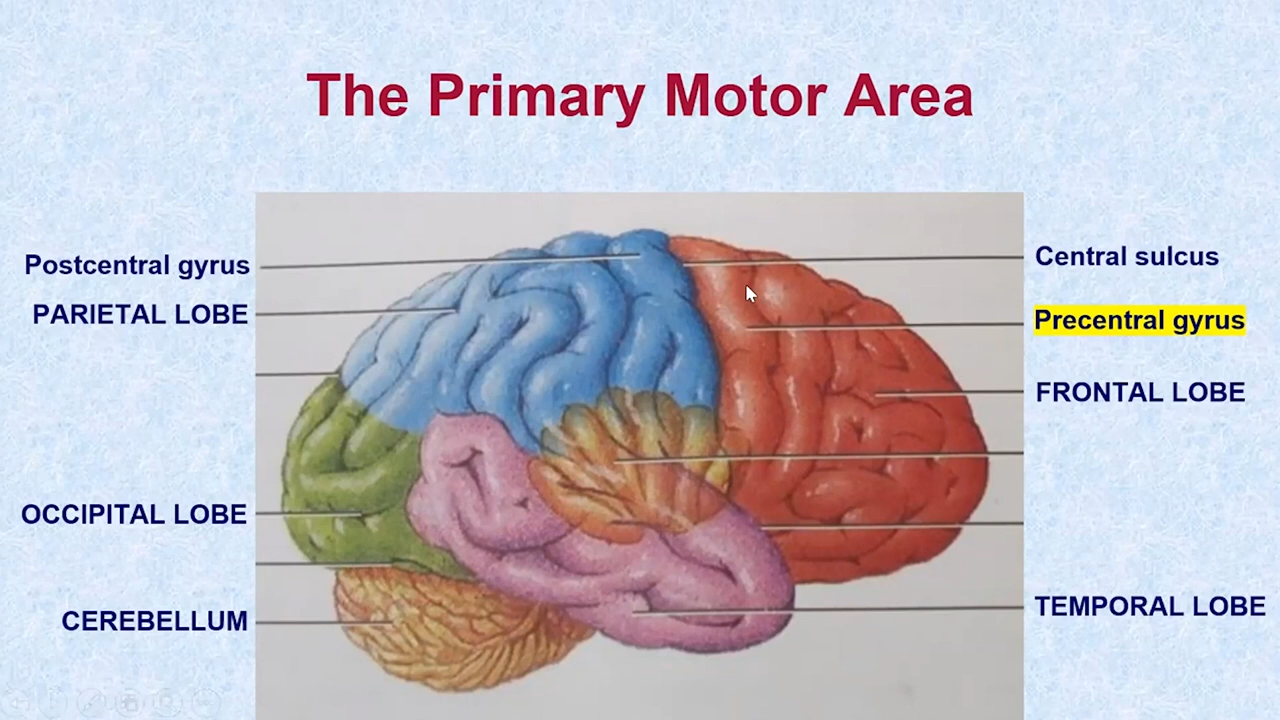 The Primary Motor Area
Postcentral gyrus
PARIETAL LOBE
OCCIPITAL LOBE
CEREBELLUM
Central sulcus
Precentral gyrus
FRONTAL LOBE
TEMPORAL LOBE